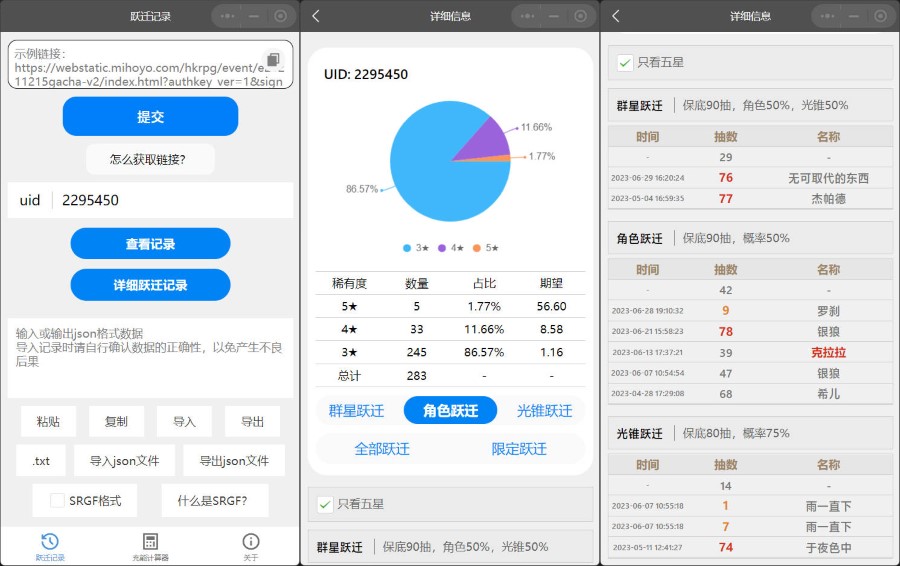 跃迁记录
示例链接:
https://webstatic.mihoyo.com/hkrpg/event/e2
11215gacha-v2/index.html?authkey_ver=1&sign
提交
怎么获取链接?
uid 2295450
查看记录
详细跃迁记录
输入或输出json格式数据
导入记录时请自行确认数据的正确性，以免产生不良
后果
粘贴 复制 导入 导出
.txt 导入json文件 导出json文件
SRGF格式 什么是SRGF?
跃迁记录 光能计算器 关于
详细信息
UID: 2295450
11.66%
1.77%
86.57%
3★ 4★ 5★
稀有度 数量 占比 期望
5★ 5 1.77% 56.60
4★ 33 11.66% 8.58
3★ 245 86.57% 1.16
总计 283 - -
群星跃迁 角色跃迁 光锥跃迁
全部跃迁 限定跃迁
只看五星
群星跃迁 保底90抽，角色50%，光锥50%
详细信息
只看五星
群星跃迁 保底90抽，角色50%，光锥50%
时间 抽数 名称
- 29 -
2023-06-29 16:20:24 76 无可取代的东西
2023-05-04 16:59:35 77 杰帕德
角色跃迁 保底90抽，概率50%
时间 抽数 名称
- 42 -
2023-06-28 19:10:32 9 罗刹
2023-06-21 15:58:23 78 银狼
2023-06-13 17:37:21 39 克拉拉
2023-06-07 10:54:54 47 银狼
2023-04-28 17:29:08 68 希儿
光锥跃迁 保底80抽，概率75%
时间 抽数 名称
- 14 -
2023-06-07 10:55:18 1 雨一直下
2023-06-07 10:55:18 7 雨一直下
2023-05-11 12:41:27 74 于夜色中